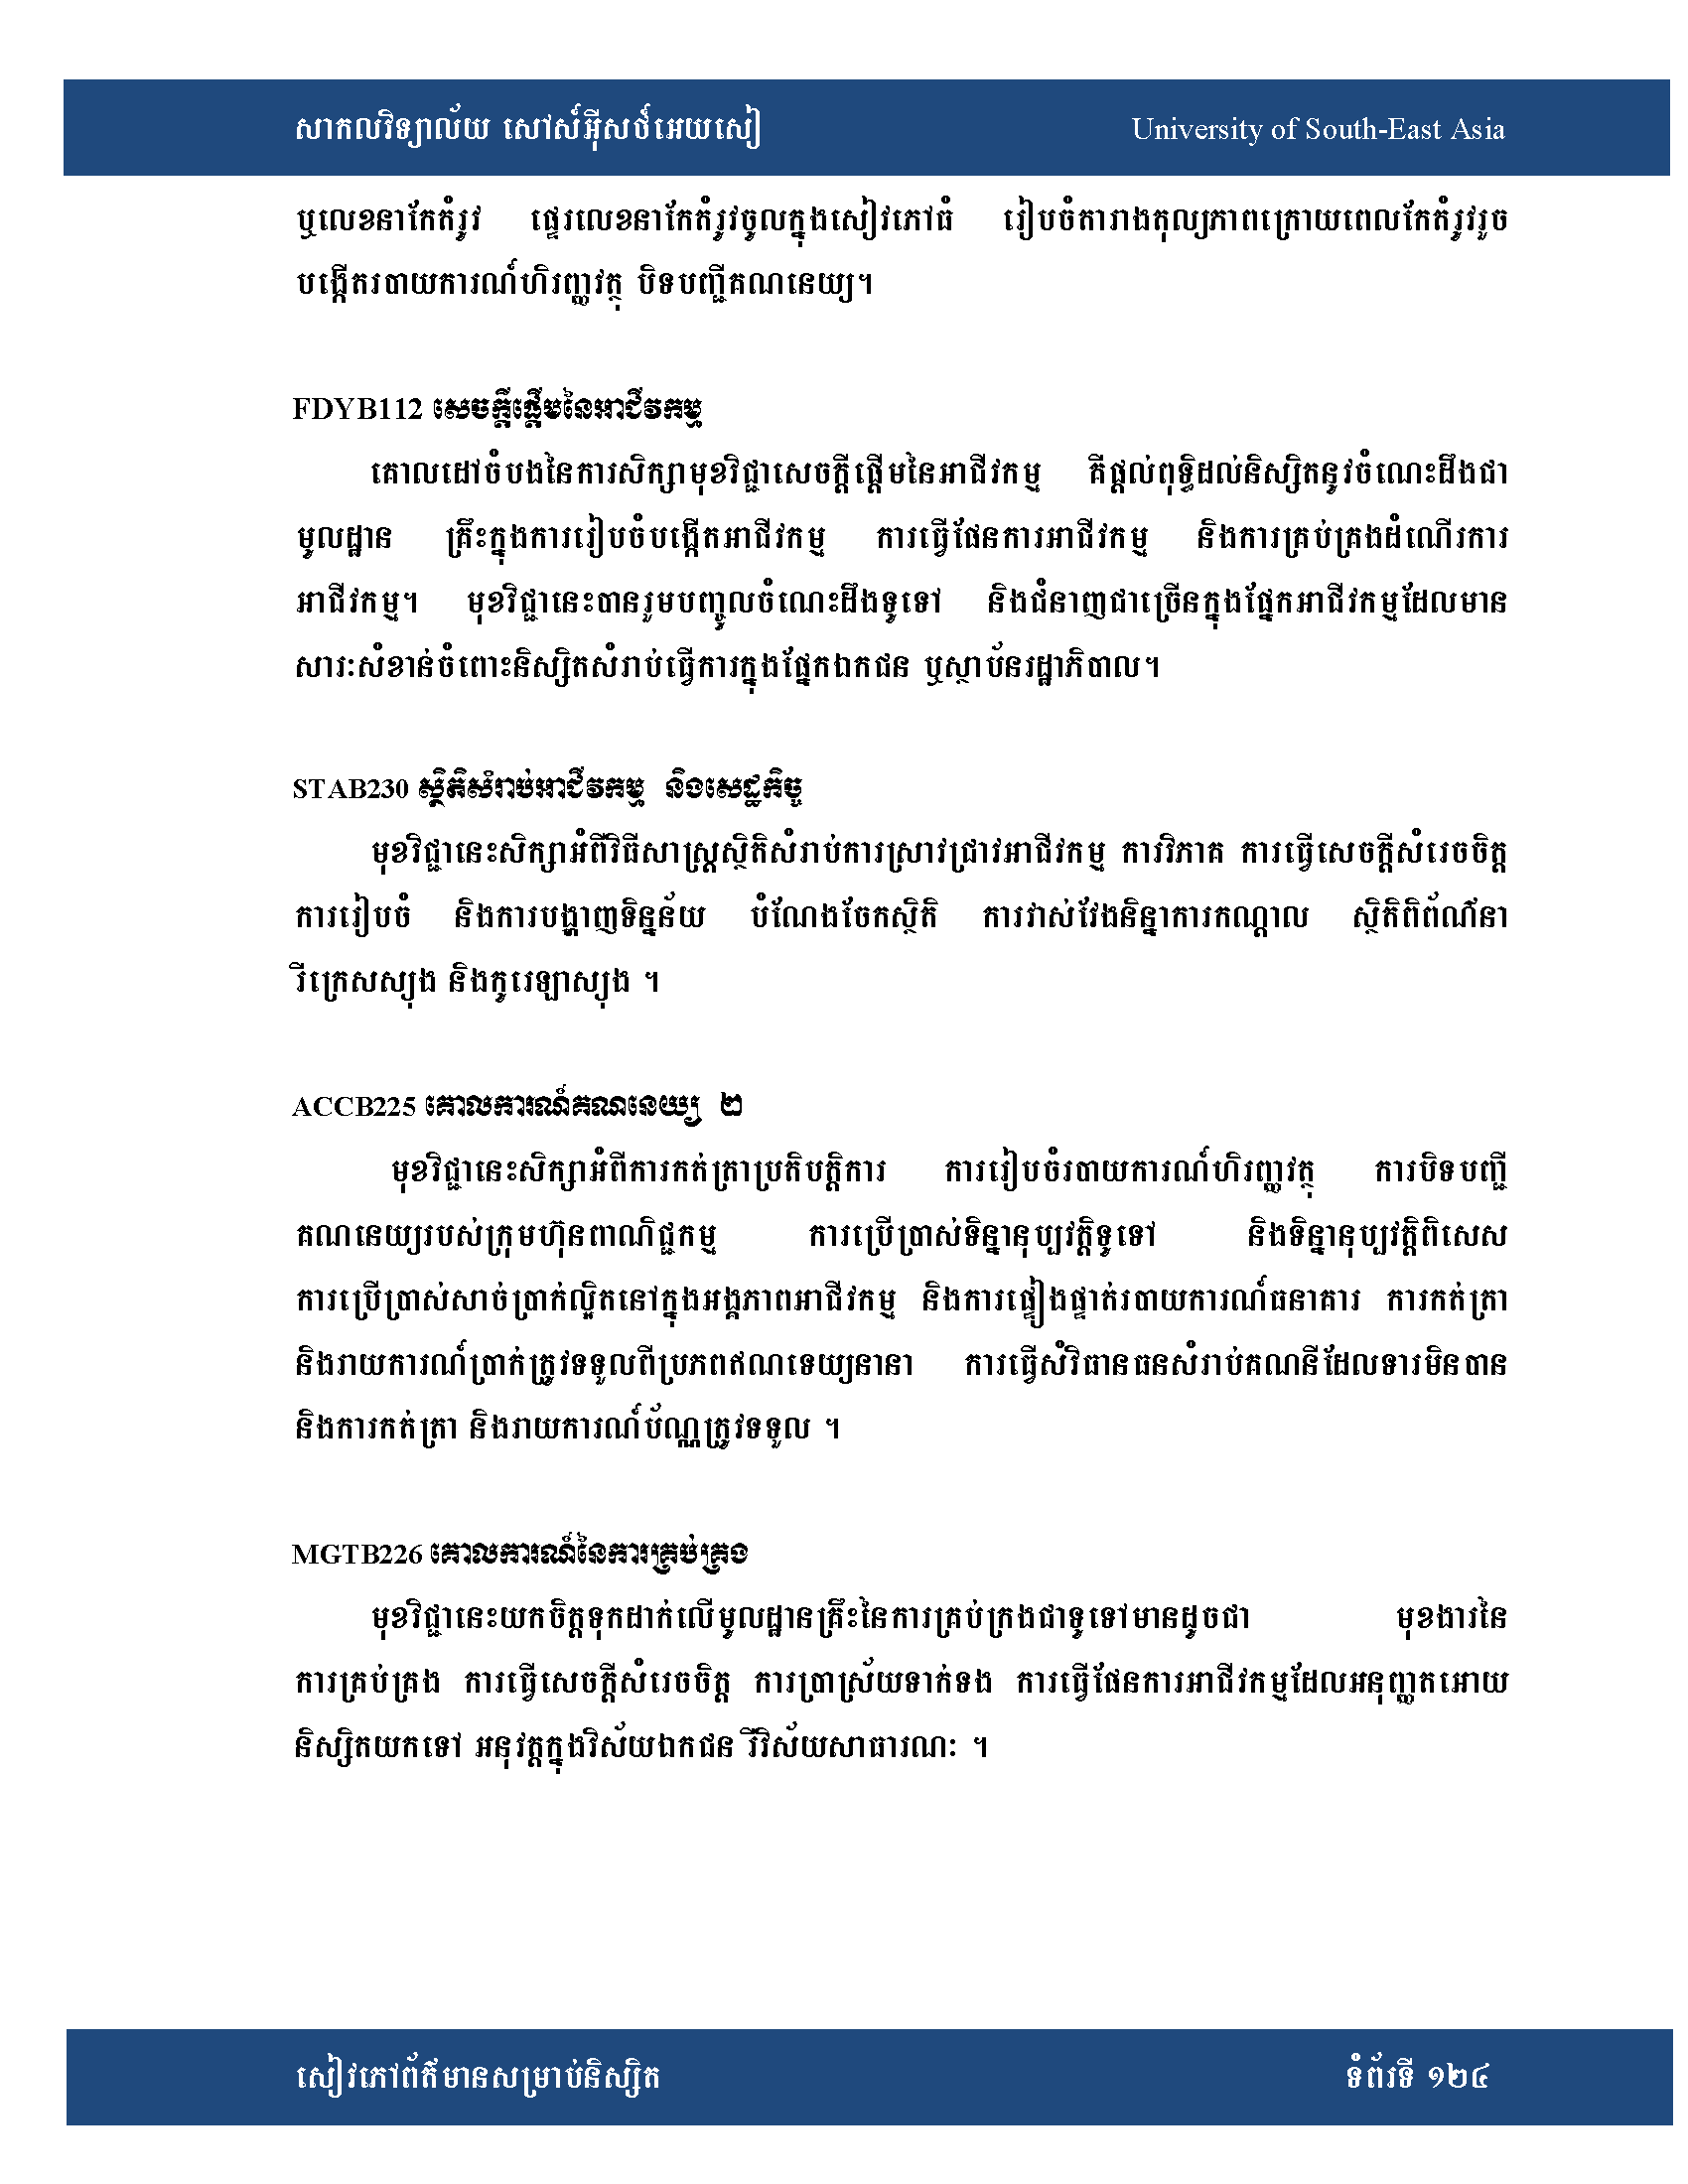 សាកលវិទ្យាល័យ សៅស៍អ៊ីសថ៍អេយសៀ University of South-East Asia
ឬលេខនាកែតំរូវ ផ្ទេរលេខនាកែតំរូវចូលក្នុងសៀវភៅធំ រៀបចំតារាងតុល្យភាពក្រោយពេលកែតំរូវរួច
បង្កើតរបាយការណ៍ហិរញ្ញវត្ថុ បិទបញ្ជីគណនេយ្យ។
FDYB112 សេចក្តីផ្តើមនៃអាជីវកម្ម
គោលដៅចំបងនៃការសិក្សាមុខវិជ្ជាសេចក្តីផ្តើមនៃអាជីវកម្ម គឺផ្តល់ពុទ្ធិដល់និស្សិតនូវចំណេះដឹងជា
មូលដ្ឋាន គ្រឹះក្នុងការរៀបចំបង្កើតអាជីវកម្ម ការធ្វើផែនការអាជីវកម្ម និងការគ្រប់គ្រងដំណើរការ
អាជីវកម្ម។ មុខវិជ្ជានេះបានរួមបញ្ចូលចំណេះដឹងទូទៅ និងជំនាញជាច្រើនក្នុងផ្នែកអាជីវកម្មដែលមាន
សារៈសំខាន់ចំពោះនិស្សិតសំរាប់ធ្វើការក្នុងផ្នែកឯកជន ឬស្ថាប័នរដ្ឋាភិបាល។
STAB230 ស្ថិតិសំរាប់អាជីវកម្ម និងសេដ្ឋកិច្ច
មុខវិជ្ជានេះសិក្សាអំពីវិធីសាស្ត្រស្ថិតិសំរាប់ការស្រាវជ្រាវអាជីវកម្ម ការវិភាគ ការធ្វើសេចក្តីសំរេចចិត្ត
ការរៀបចំ និងការបង្ហាញទិន្នន័យ បំណែងចែកស្ថិតិ ការវាស់វែងនិន្នាការកណ្តាល ស្ថិតិពិព័ណ៌នា
រីក្រេសស្យុង និងកូរេឡាស្យុង ។
ACCB225 គោលការណ៍គណនេយ្យ ២
មុខវិជ្ជានេះសិក្សាអំពីការកត់ត្រាប្រតិបត្តិការ ការរៀបចំរបាយការណ៍ហិរញ្ញវត្ថុ ការបិទបញ្ជី
គណនេយ្យរបស់ក្រុមហ៊ុនពាណិជ្ជកម្ម ការប្រើប្រាស់ទិន្នានុប្បវត្តិទូទៅ និងទិន្នានុប្បវត្តិពិសេស
ការប្រើប្រាស់សាច់ប្រាក់ល្អិតនៅក្នុងអង្គភាពអាជីវកម្ម និងការផ្ទៀងផ្ទាត់របាយការណ៍ធនាគារ ការកត់ត្រា
និងរាយការណ៍ប្រាក់ត្រូវទទួលពីប្រភពឥណទេយ្យនានា ការធ្វើសំវិធានធនសំរាប់គណនីដែលទារមិនបាន
និងការកត់ត្រា និងរាយការណ៍ប័ណ្ណត្រូវទទួល ។
MGTB226 គោលការណ៍នៃការគ្រប់គ្រង
មុខវិជ្ជានេះយកចិត្តទុកដាក់លើមូលដ្ឋានគ្រឹះនៃការគ្រប់ក្រងជាទូទៅមានដូចជា មុខងារនៃ
ការគ្រប់គ្រង ការធ្វើសេចក្តីសំរេចចិត្ត ការប្រាស្រ័យទាក់ទង ការធ្វើផែនការអាជីវកម្មដែលអនុញ្ញតអោយ
និស្សិតយកទៅ អនុវត្តក្នុងវិស័យឯកជន រឺវិស័យសាធារណៈ ។
សៀវភៅព័ត៌មានសម្រាប់និស្សិត ទំព័រទី ១២៤